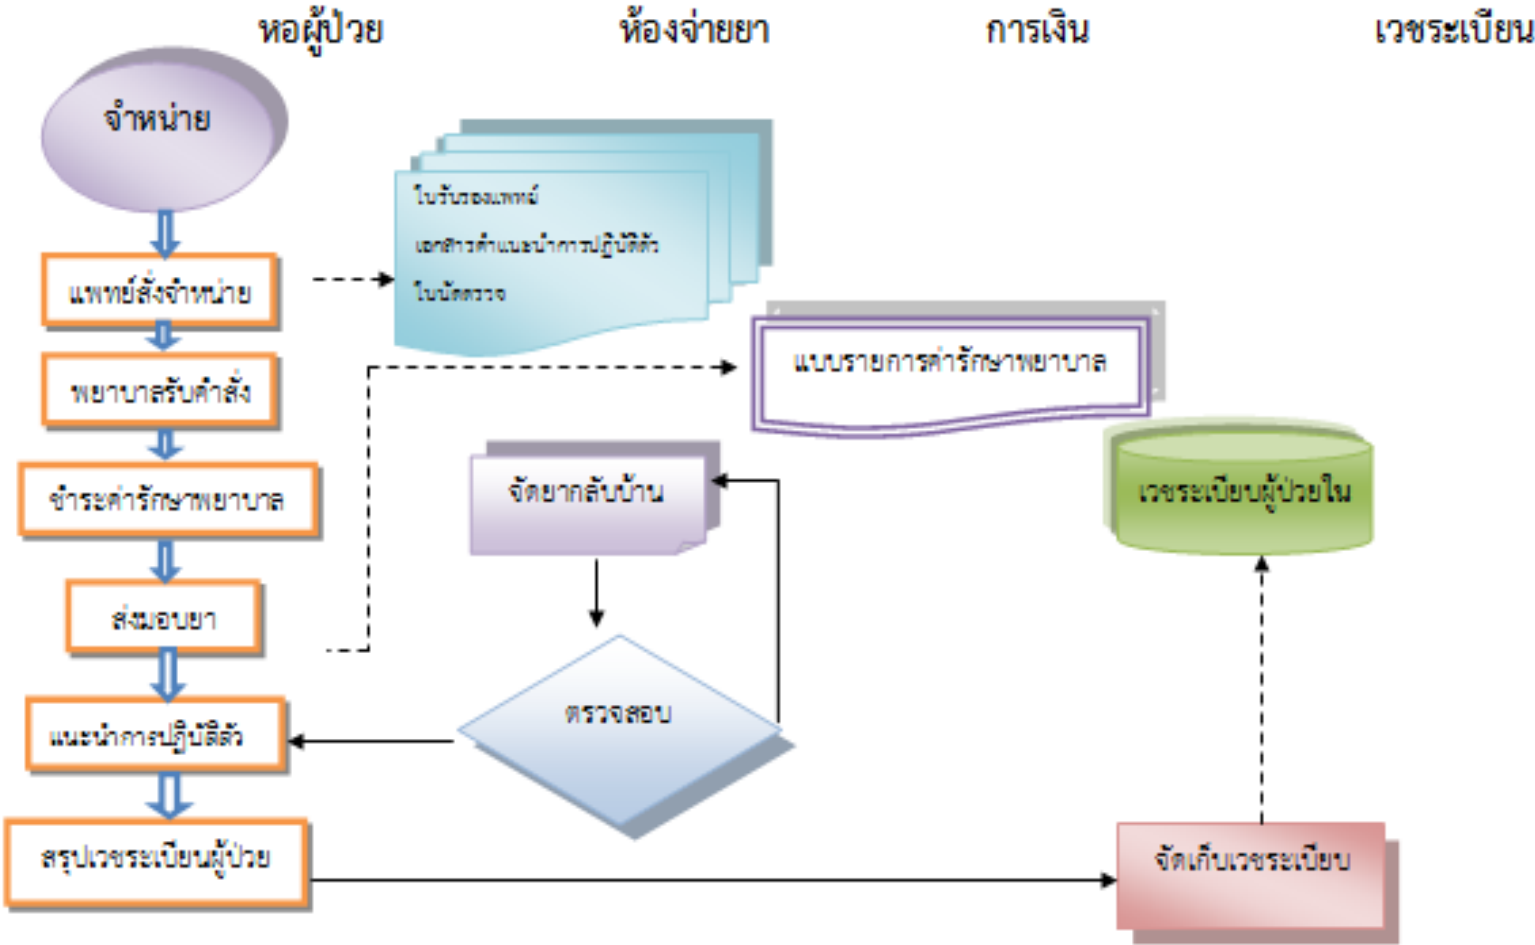 หอผู้ป่วย
ห้องจ่ายยา
การเงิน
เวชระเบียน
จำหน่าย
ใบรับรองแพทย์
เอกสารคำแนะนำการปฏิบัติตัว
ใบนัดตรวจ
แพทย์สั่งจำหน่าย
แบบรายการค่ารักษาพยาบาล
พยาบาลรับคำสั่ง
ชำระค่ารักษาพยาบาล
จัดยากลับบ้าน
เวชระเบียบผู้ป่วยใน
ส่งมอบยา
ตรวจสอบ
แนะนำการปฏิบัติตัว
สรุปเวชระเบียนผู้ป่วย
จัดเก็บเวชระเบียบ